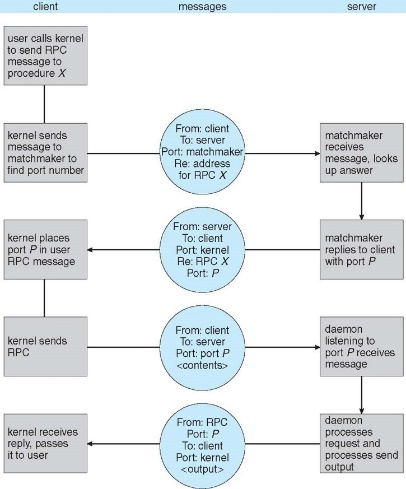 client
messages
server
user calls kernel
to send RPC
message to
procedure X
kernel sends
message to
matchmaker to
find port number
From: client
To: server
Port: matchmaker
Re: address
for RPC X
matchmaker
receives
message, looks
up answer
kernel places
port P in user
RPC message
From: server
To: client
Port: kernel
Re: RPC X
Port: P
matchmaker
replies to client
with port P
kernel sends
RPC
From: client
To: server
Port: port P
<contents>
daemon
listening to
port P receives
message
kernel receives
reply, passes
it to user
From: RPC
Port: P
To: client
Port: kernel
<output>
daemon
processes
request and
processes send
output